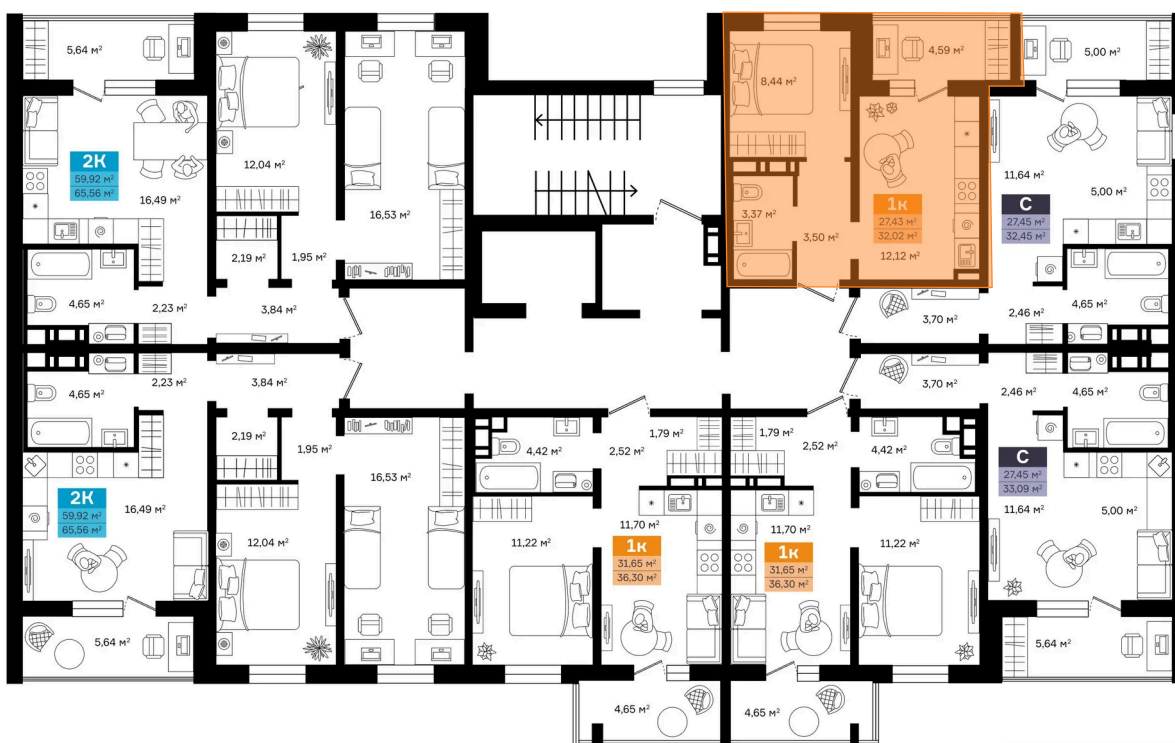 5,64 м²
12,04 м²
16,53 м²
2К
59,92 м²
65,56 м²
16,49 м²
2,19 м²
1,95 м²
4,65 м²
2,23 м²
3,84 м²
8,44 м²
4,59 м²
3,37 м²
3,50 м²
1к
27,43 м²
32,02 м²
12,12 м²
5,00 м²
11,64 м²
5,00 м²
С
27,45 м²
32,45 м²
3,70 м²
2,46 м²
4,65 м²
4,65 м²
2,23 м²
3,84 м²
2,19 м²
1,95 м²
16,53 м²
2К
59,92 м²
65,56 м²
16,49 м²
12,04 м²
5,64 м²
4,42 м²
2,52 м²
1,79 м²
11,22 м²
11,70 м²
1к
31,65 м²
36,30 м²
4,65 м²
1,79 м²
2,52 м²
4,42 м²
11,70 м²
1к
31,65 м²
36,30 м²
11,22 м²
4,65 м²
3,70 м²
2,46 м²
4,65 м²
С
27,45 м²
33,09 м²
11,64 м²
5,00 м²
5,64 м²